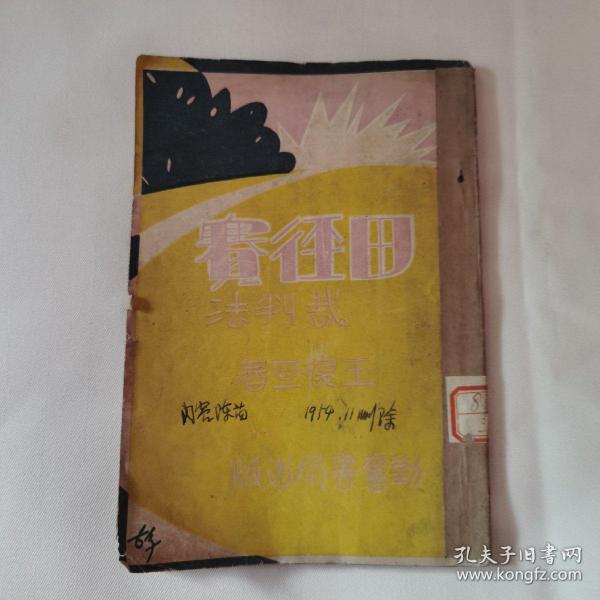 田徑賽
裁判法
王復旦著
内容陈 1954.11删除
勤奮書局出版
孔夫子旧书网
www.kongfz.com